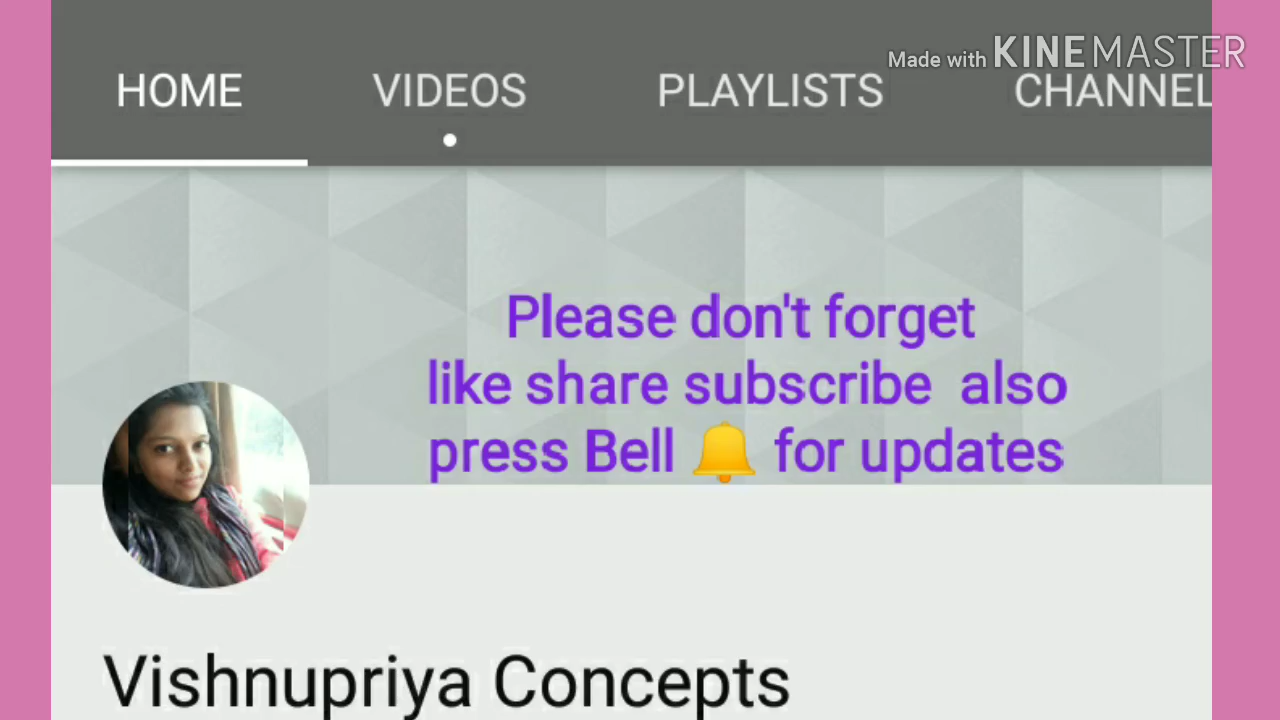 Made with KINEMASTER
HOME VIDEOS PLAYLISTS CHANNEL
Please don't forget
like share subscribe also
press Bell 🔔 for updates
Vishnupriya Concepts